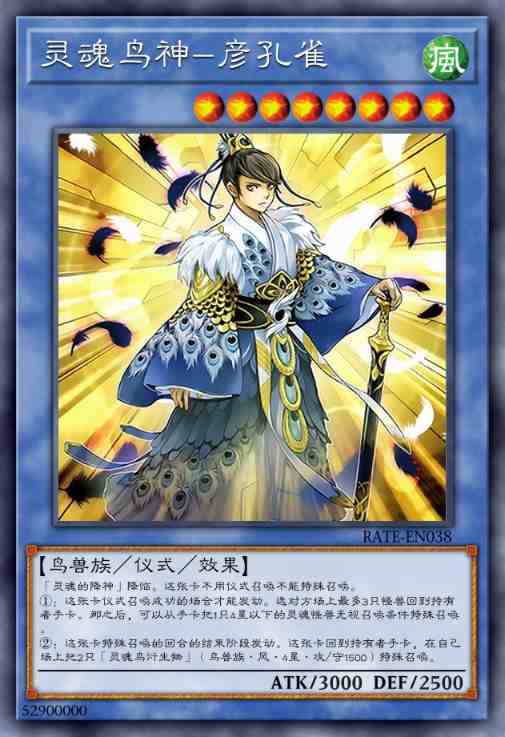 灵魂鸟神-彦孔雀
風
RATE-EN038
【鸟兽族／仪式／效果】
「灵魂的降神」降临。这张卡不用仪式召唤不能特殊召唤。
①：这张卡仪式召唤成功的场合才能发动。选对方场上最多3只怪兽回到持有
者手卡。那之后，可以从手卡把1只4星以下的灵魂怪兽无视召唤条件特殊召唤
。
②：这张卡特殊召唤的回合的结束阶段发动。这张卡回到持有者手卡，在自己
场上把2只「灵魂鸟衍生物」（鸟兽族・风・4星・攻/守1500）特殊召唤。
ATK/3000 DEF/2500
52900000